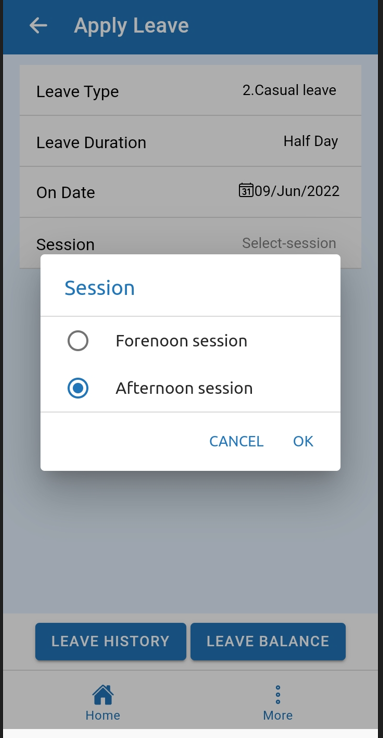 Apply Leave
Leave Type 2.Casual leave
Leave Duration Half Day
On Date 31 09/Jun/2022
Session Select-session
Session
Forenoon session
Afternoon session
CANCEL OK
LEAVE HISTORY LEAVE BALANCE
Home More